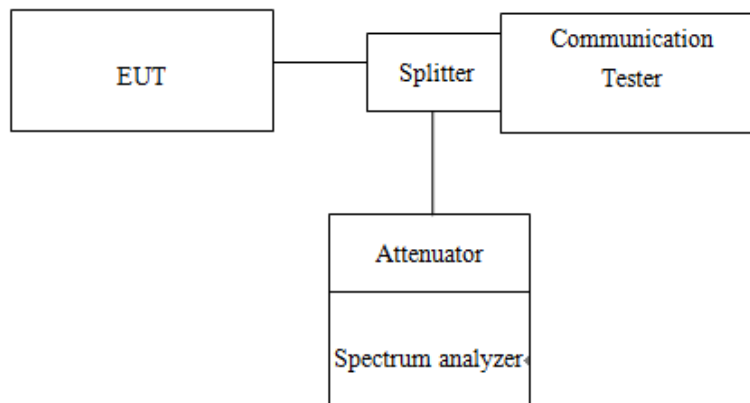 EUT
Splitter
Communication
Tester
Attenuator
Spectrum analyzer